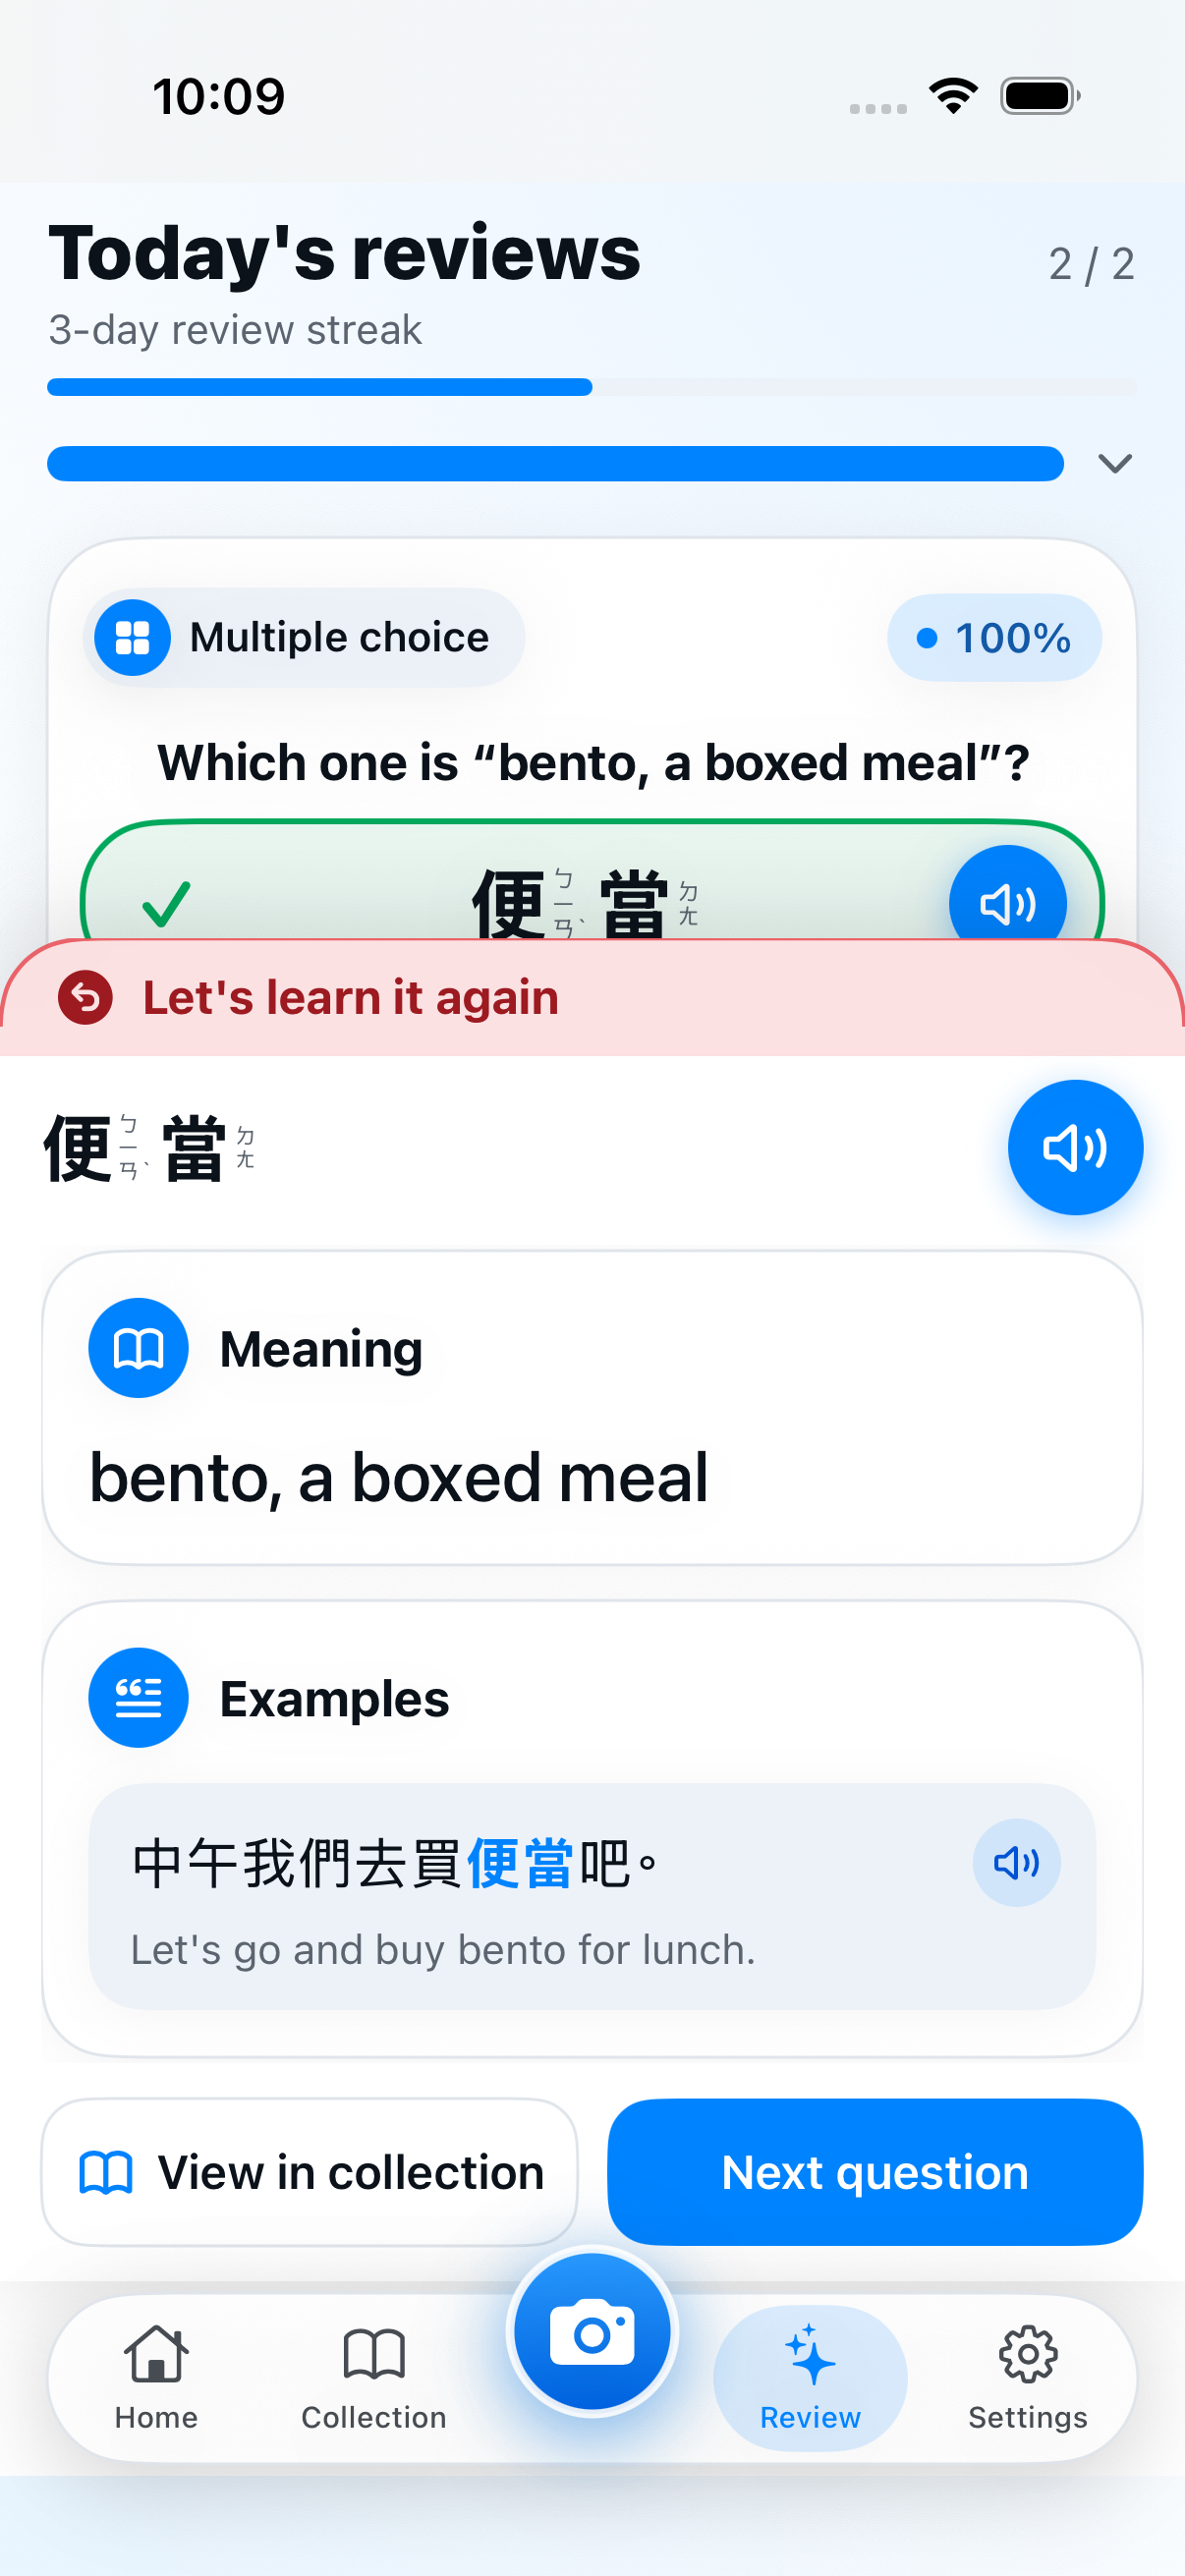 10:09
Today's reviews
2 / 2
3-day review streak
Multiple choice
100%
Which one is “bento, a boxed meal”?
便ㄅㄧㄢˋ當ㄉㄤ
Let's learn it again
便ㄅㄧㄢˋ當ㄉㄤ
Meaning
bento, a boxed meal
Examples
中午我們去買便當吧。
Let's go and buy bento for lunch.
View in collection
Next question
Home
Collection
Review
Settings